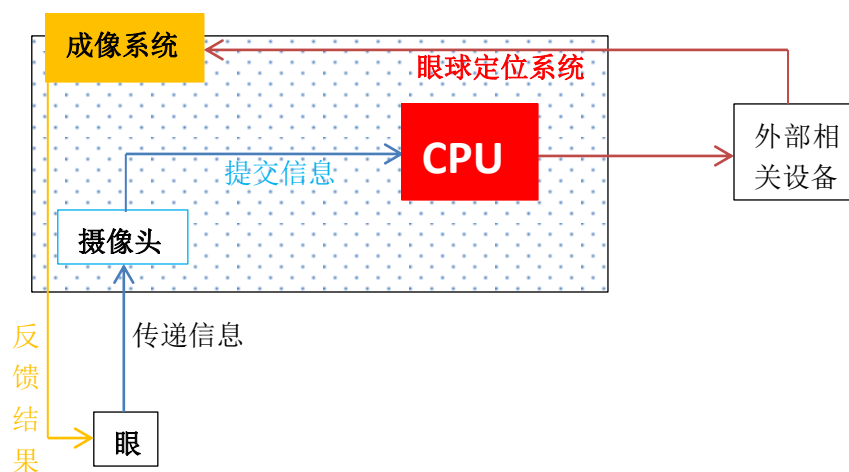 成像系统
眼球定位系统
CPU
外部相
关设备
提交信息
摄像头
传递信息
反
馈
结
果
眼